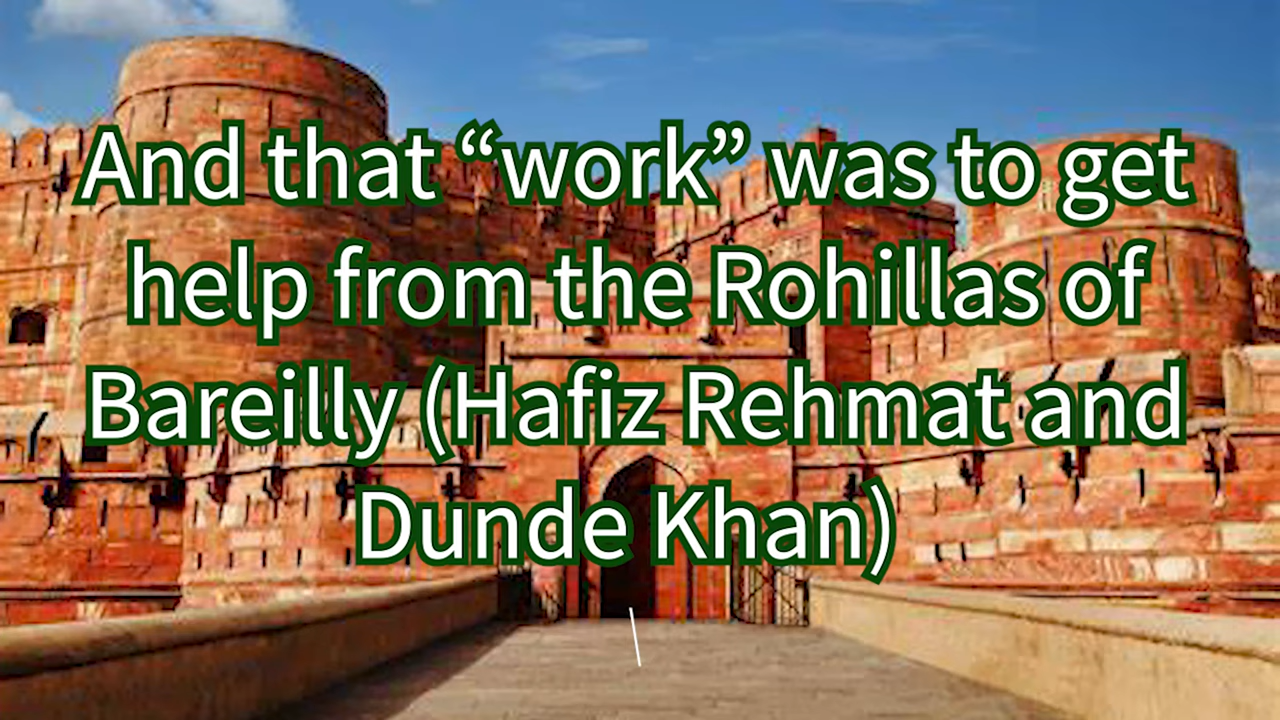 And that “work” was to get
help from the Rohillas of
Bareilly (Hafiz Rehmat and
Dunde Khan)